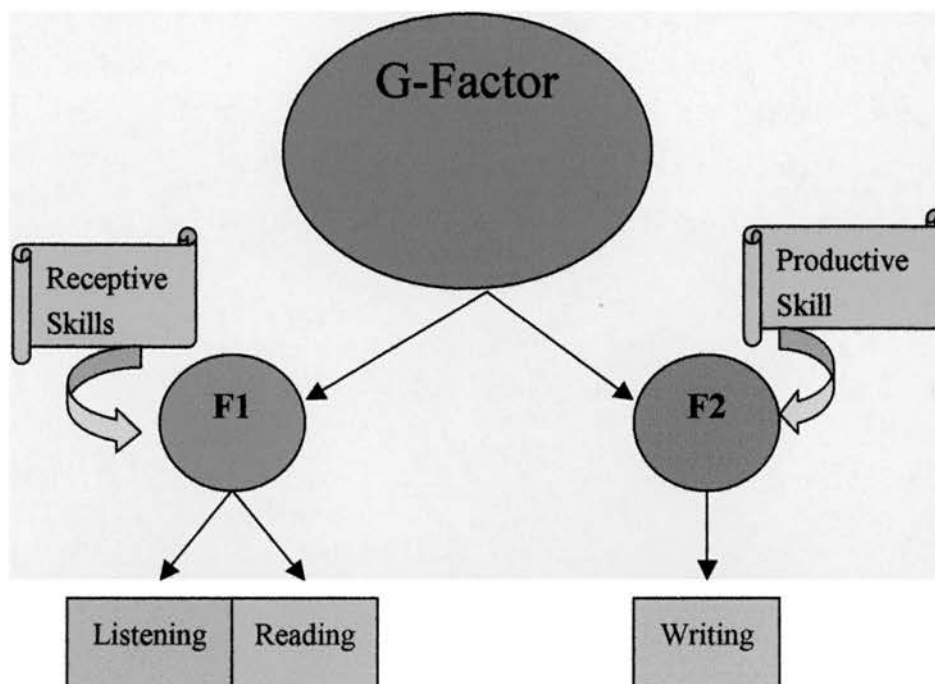 G-Factor
Receptive
Skills
Productive
Skill
F1
F2
Listening
Reading
Writing